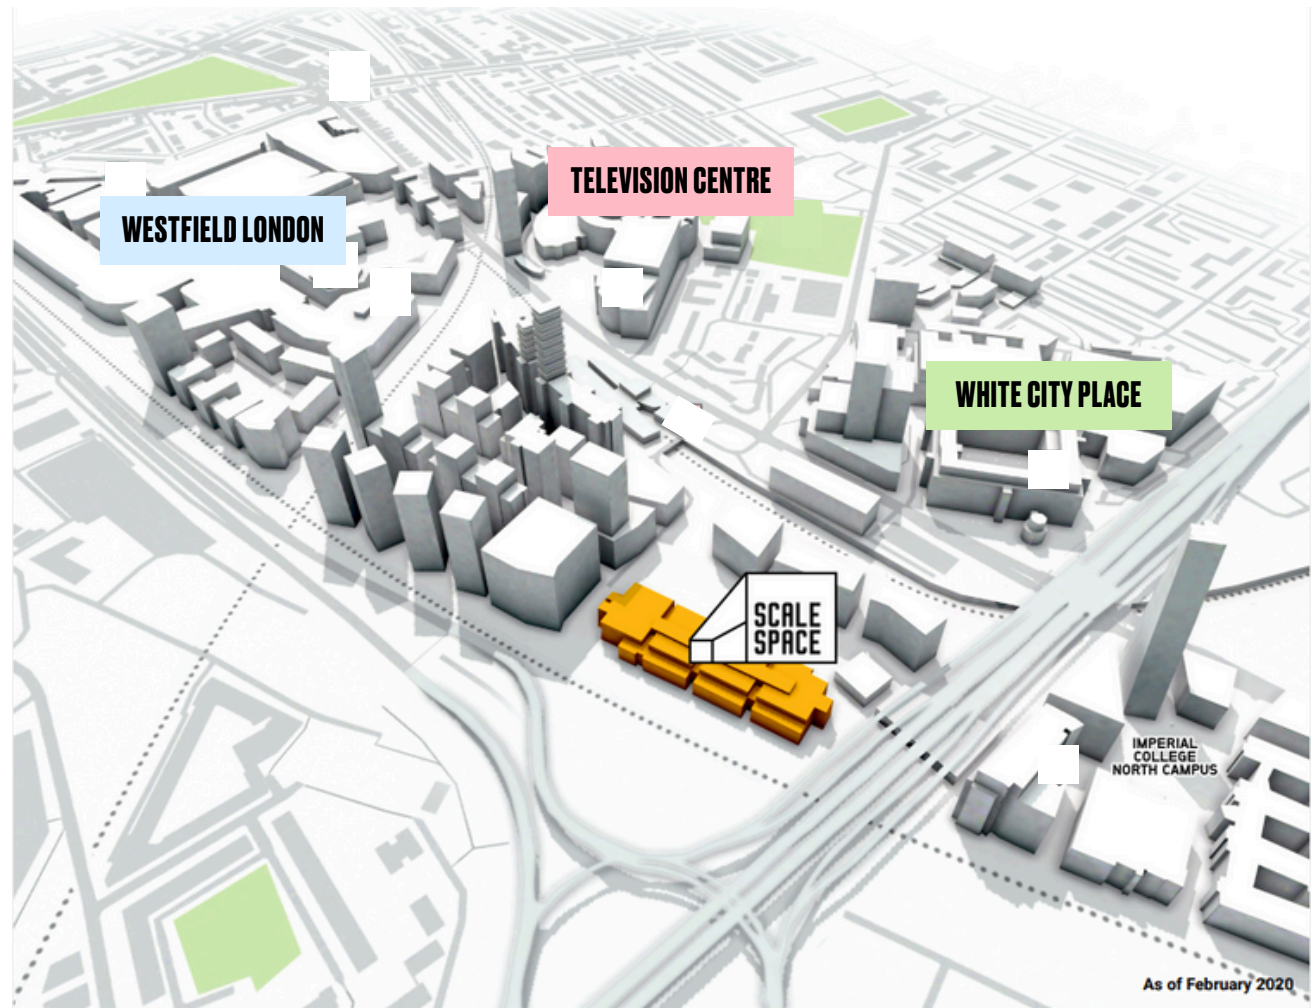 TELEVISION CENTRE
WESTFIELD LONDON
WHITE CITY PLACE
SCALE
SPACE
IMPERIAL
COLLEGE
NORTH CAMPUS
As of February 2020